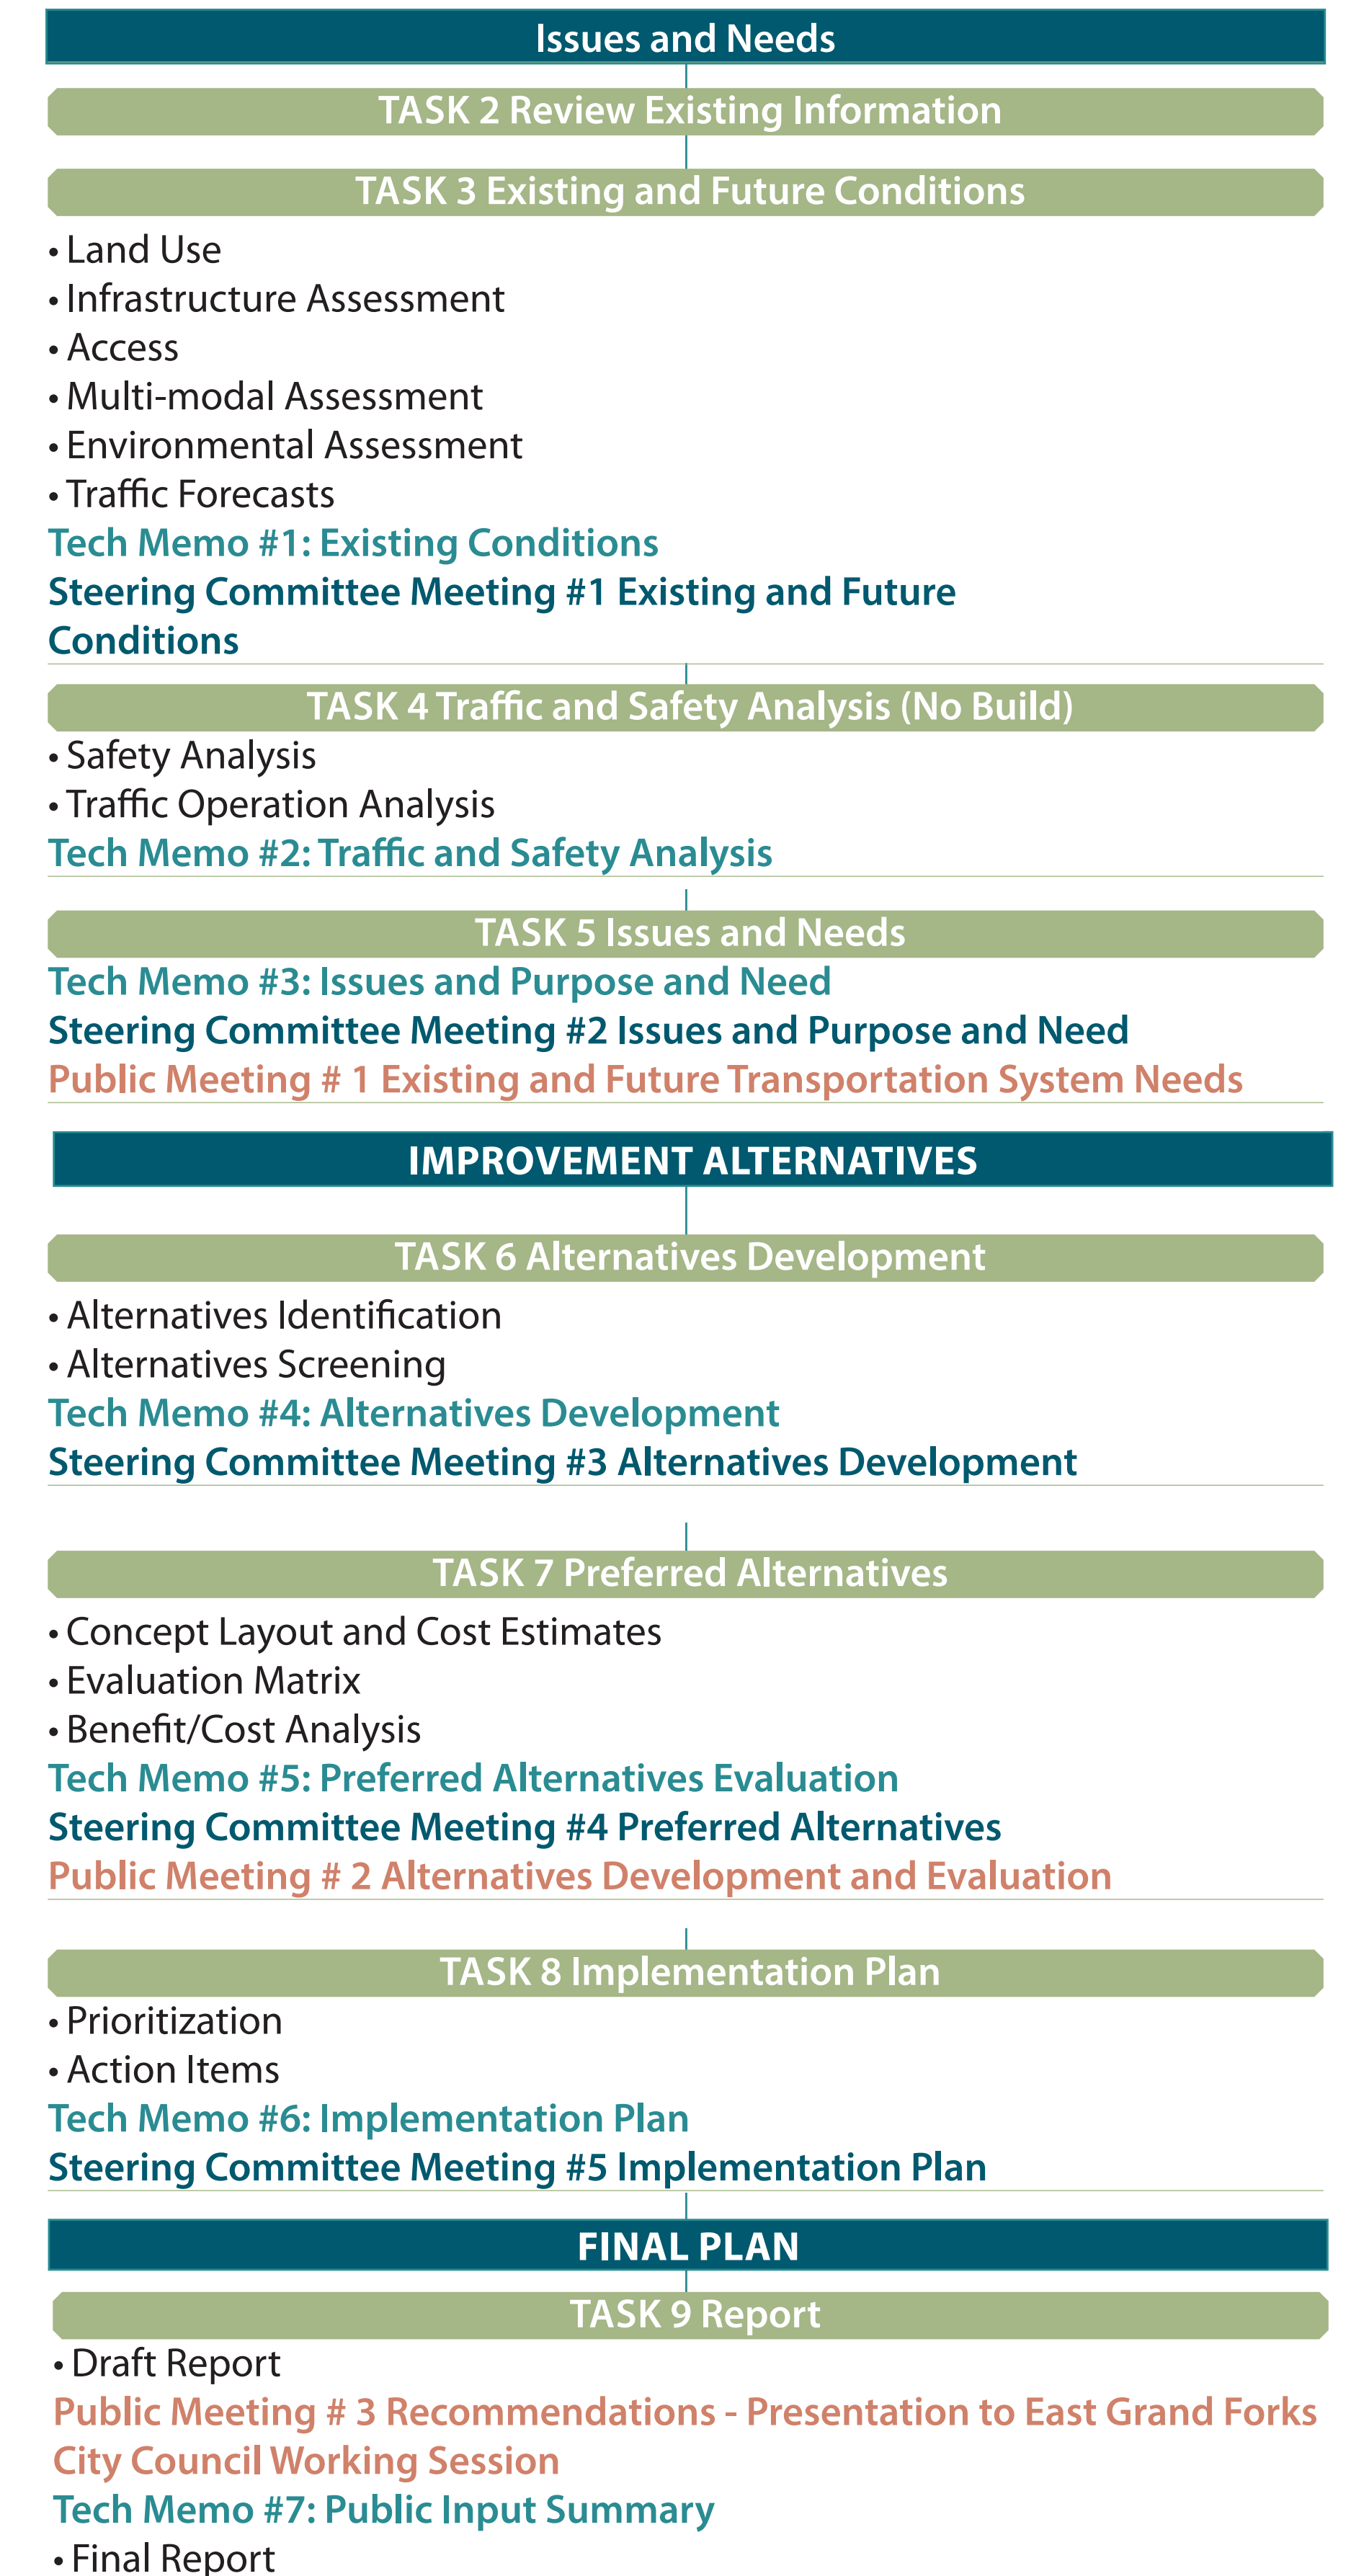 Issues and Needs
TASK 2 Review Existing Information
TASK 3 Existing and Future Conditions
• Land Use
• Infrastructure Assessment
• Access
• Multi-modal Assessment
• Environmental Assessment
• Traffic Forecasts
Tech Memo #1: Existing Conditions
Steering Committee Meeting #1 Existing and Future
Conditions
TASK 4 Traffic and Safety Analysis (No Build)
• Safety Analysis
• Traffic Operation Analysis
Tech Memo #2: Traffic and Safety Analysis
TASK 5 Issues and Needs
Tech Memo #3: Issues and Purpose and Need
Steering Committee Meeting #2 Issues and Purpose and Need
Public Meeting # 1 Existing and Future Transportation System Needs
IMPROVEMENT ALTERNATIVES
TASK 6 Alternatives Development
• Alternatives Identification
• Alternatives Screening
Tech Memo #4: Alternatives Development
Steering Committee Meeting #3 Alternatives Development
TASK 7 Preferred Alternatives
• Concept Layout and Cost Estimates
• Evaluation Matrix
• Benefit/Cost Analysis
Tech Memo #5: Preferred Alternatives Evaluation
Steering Committee Meeting #4 Preferred Alternatives
Public Meeting # 2 Alternatives Development and Evaluation
TASK 8 Implementation Plan
• Prioritization
• Action Items
Tech Memo #6: Implementation Plan
Steering Committee Meeting #5 Implementation Plan
FINAL PLAN
TASK 9 Report
• Draft Report
Public Meeting # 3 Recommendations - Presentation to East Grand Forks
City Council Working Session
Tech Memo #7: Public Input Summary
• Final Report